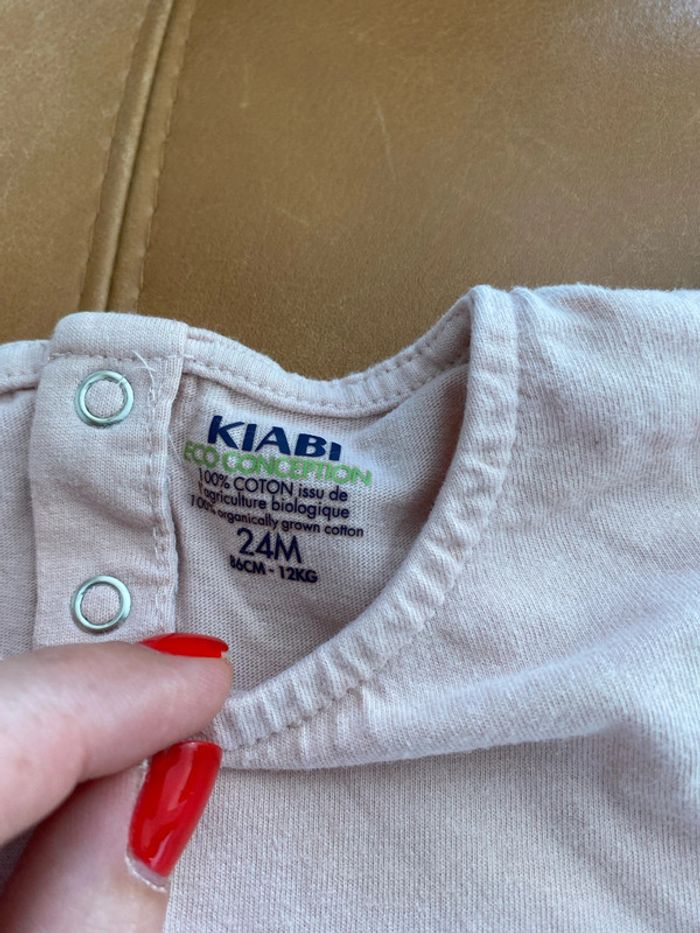 KIABI
ECO CONCEPTION
100% COTON issu de
l'agriculture biologique
100% organically grown cotton
24M
86CM - 12KG